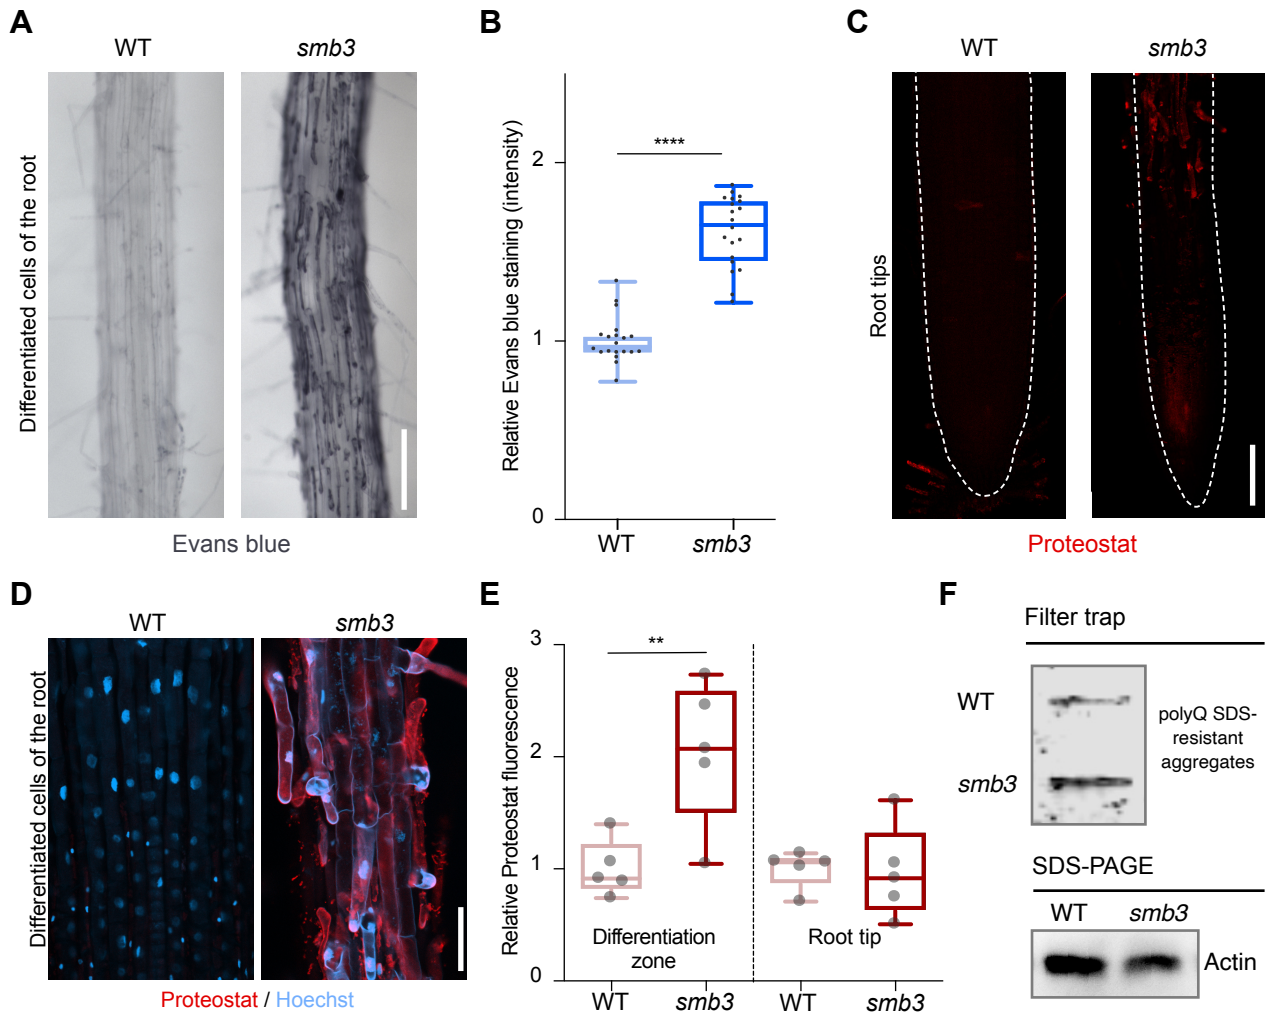 A
WT
smb3
Differentiated cells of the root
Evans blue
B
Relative Evans blue staining (intensity)
2
1
0
****
WT
smb3
C
WT
smb3
Root tips
Proteostat
D
WT
smb3
Differentiated cells of the root
Proteostat / Hoechst
E
Relative Proteostat fluorescence
3
2
1
0
**
Differentiation
zone
Root tip
WT
smb3
WT
smb3
F
Filter trap
WT
smb3
polyQ SDS-
resistant
aggregates
SDS-PAGE
WT
smb3
Actin